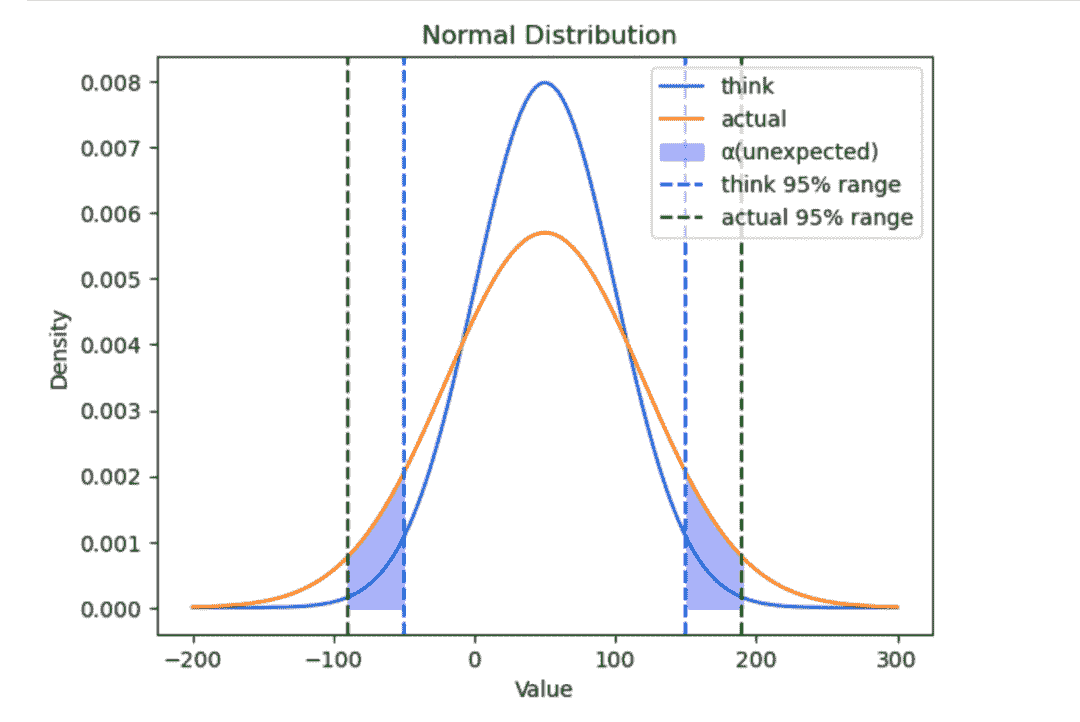 Normal Distribution
think
actual
α(unexpected)
think 95% range
actual 95% range
0.008
0.007
0.006
0.005
0.004
0.003
0.002
0.001
0.000
Density
−200
−100
0
100
200
300
Value